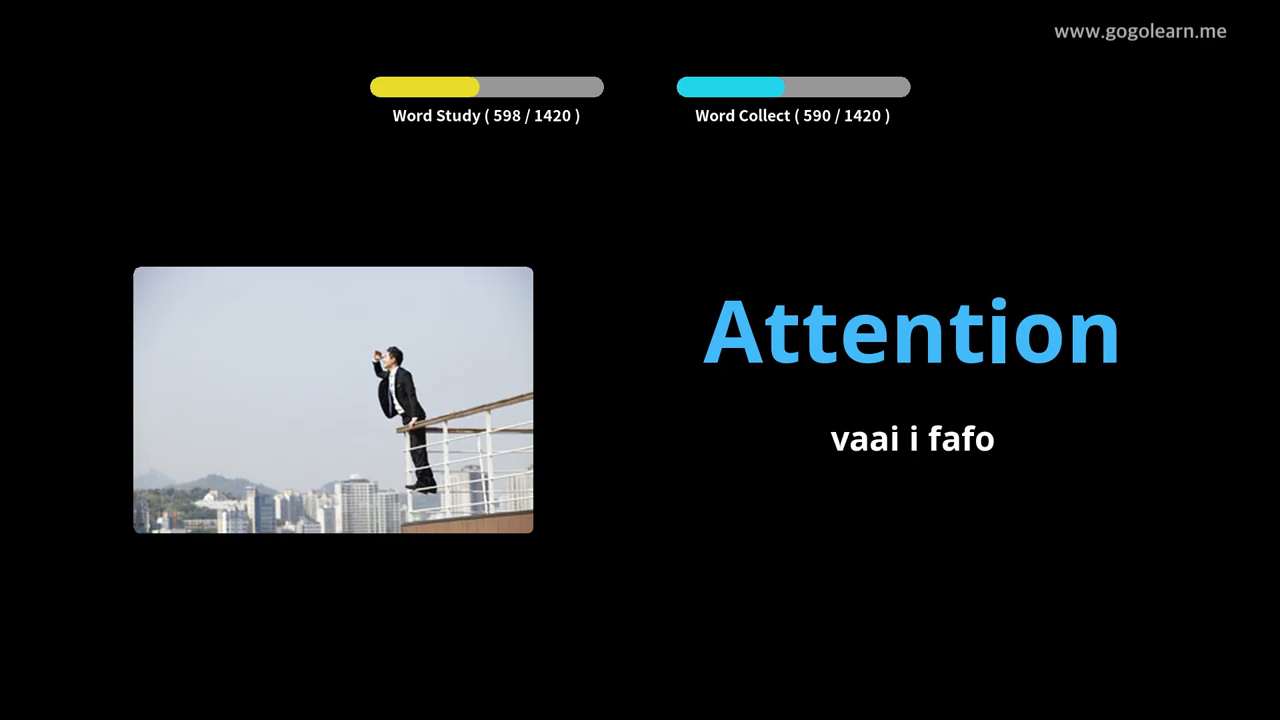 www.gogolearn.me
Word Study ( 598 / 1420 )
Word Collect ( 590 / 1420 )
Attention
vaai i fafo